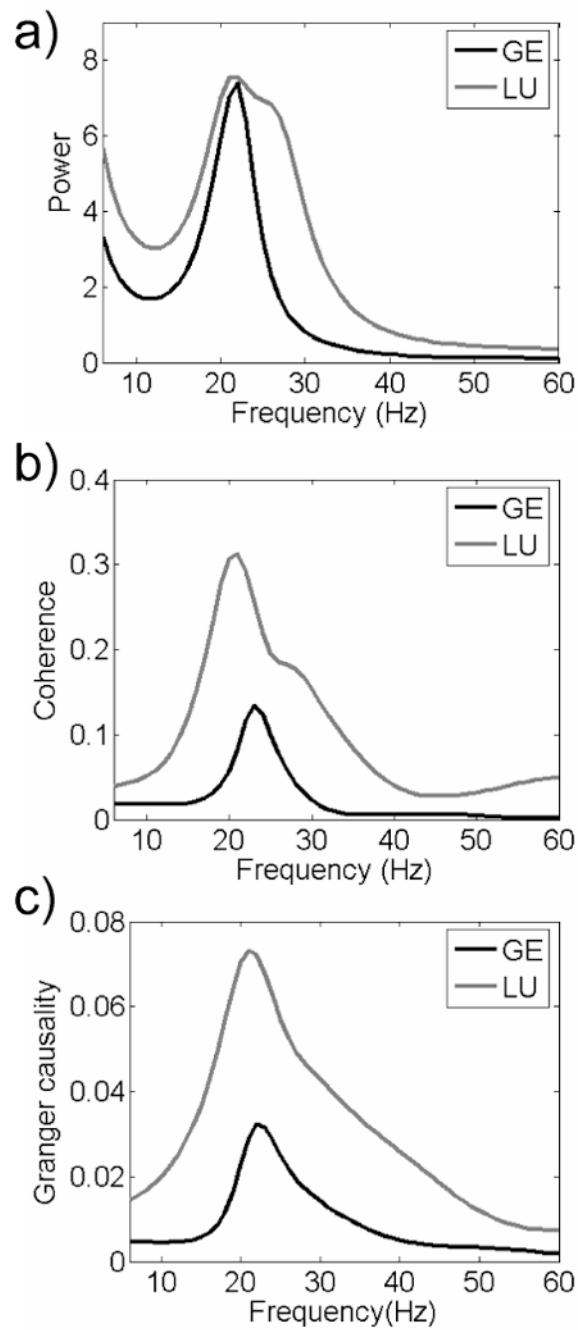 a)
8
6
4
2
0
Power
GE
LU
10 20 30 40 50 60
Frequency (Hz)
b)
0.4
0.3
0.2
0.1
0
Coherence
GE
LU
10 20 30 40 50 60
Frequency (Hz)
c)
0.08
0.06
0.04
0.02
0
Granger causality
GE
LU
10 20 30 40 50 60
Frequency(Hz)